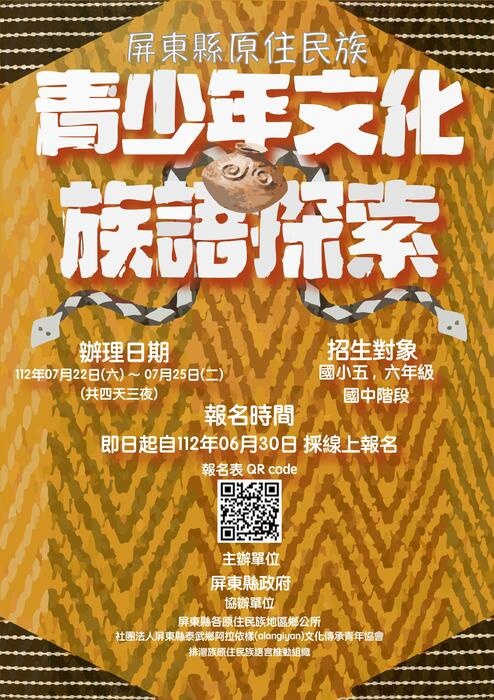 屏東縣原住民族
青少年文化
族語探索
辦理日期
112年07月22日(六)～07月25日(二)
(共四天三夜)
招生對象
國小五，六年級
國中階段
報名時間
即日起自112年06月30日 採線上報名
報名表 QR code
主辦單位
屏東縣政府
協辦單位
屏東縣各原住民族地區鄉公所
社團法人屏東縣泰武鄉阿拉依樣(alangiyan)文化傳承青年協會
排灣族原住民族語言推動組織